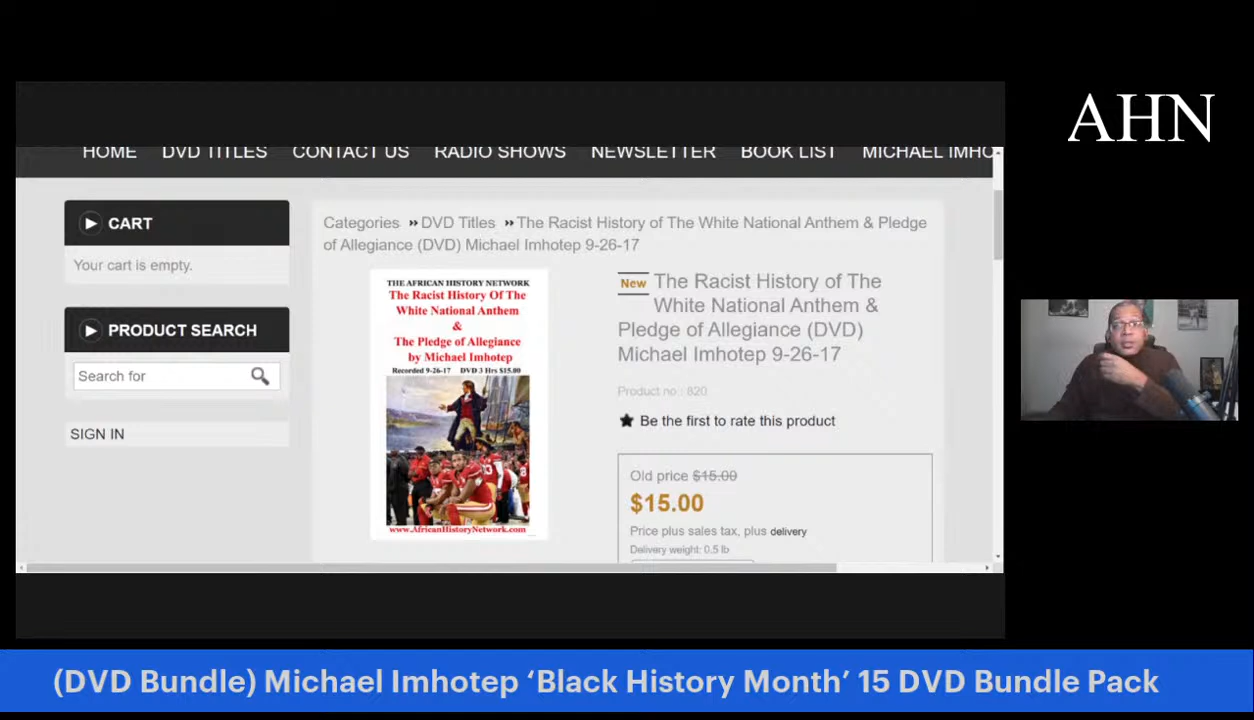 AHN
HOME DVD TITLES CONTACT US RADIO SHOWS NEWSLETTER BOOK LIST MICHAEL IMHO
CART
Your cart is empty.
PRODUCT SEARCH
Search for
SIGN IN
Categories » DVD Titles » The Racist History of The White National Anthem & Pledge
of Allegiance (DVD) Michael Imhotep 9-26-17
THE AFRICAN HISTORY NETWORK
The Racist History Of The
White National Anthem
&
The Pledge of Allegiance
by Michael Imhotep
Recorded 9-26-17 DVD 3 Hrs $15.00
www.AfricanHistoryNetwork.com
New The Racist History of The
White National Anthem &
Pledge of Allegiance (DVD)
Michael Imhotep 9-26-17
Product no.: 820
Be the first to rate this product
Old price $15.00
$15.00
Price plus sales tax, plus delivery
Delivery weight: 0.5 lb
(DVD Bundle) Michael Imhotep ‘Black History Month’ 15 DVD Bundle Pack